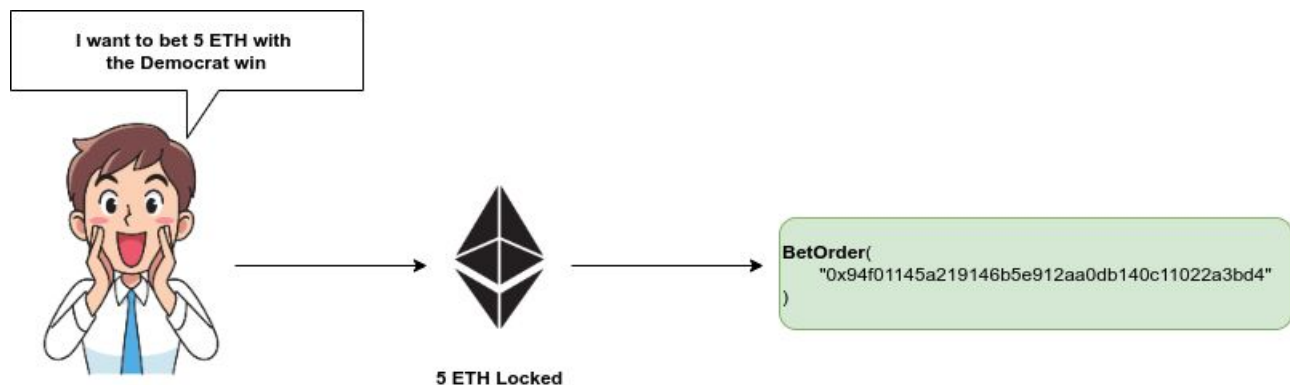 I want to bet 5 ETH with
the Democrat win
5 ETH Locked
BetOrder(
"0x94f01145a219146b5e912aa0db140c11022a3bd4"
)